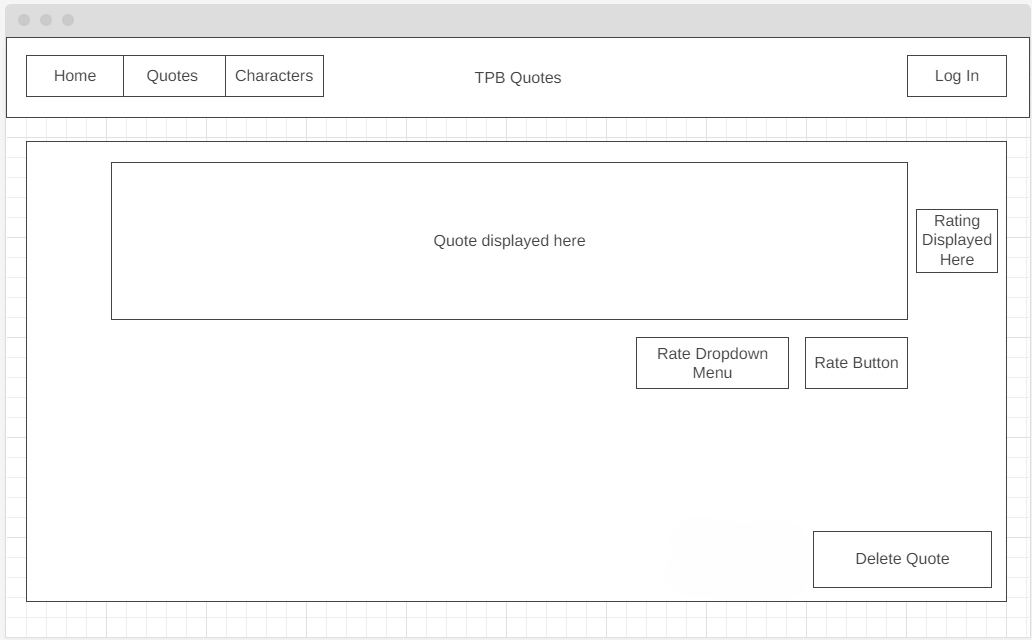 Home
Quotes
Characters
TPB Quotes
Log In
Quote displayed here
Rating
Displayed
Here
Rate Dropdown
Menu
Rate Button
Delete Quote